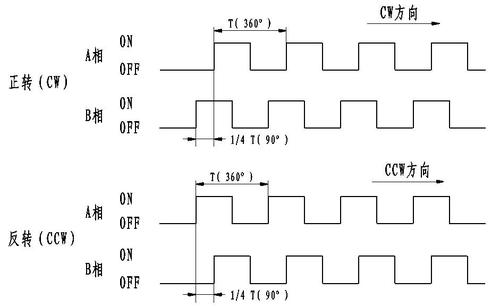 T(360°)
CW方向
正转(CW)
A相
ON
OFF
B相
ON
OFF
1/4 T(90°)
T(360°)
CCW方向
反转(CCW)
A相
ON
OFF
B相
ON
OFF
1/4 T(90°)